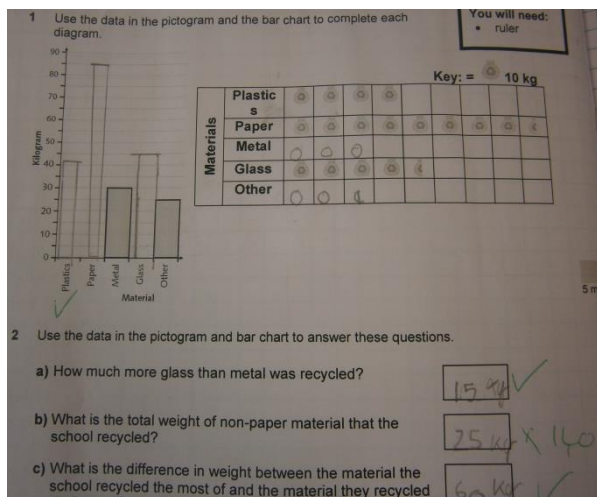 1 Use the data in the pictogram and the bar chart to complete each
diagram.
You will need:
• ruler
90
80
70
60
50
40
30
20
10
0
Kilogram
Plastics
Paper
Metal
Glass
Other
Material
Key: = 10 kg
Materials
Plastic
s
Paper
Metal
Glass
Other
5 m
2 Use the data in the pictogram and bar chart to answer these questions.
a) How much more glass than metal was recycled?
15 kg
b) What is the total weight of non-paper material that the
school recycled?
25 kg
140
c) What is the difference in weight between the material the
school recycled the most of and the material they recycled
60 kg